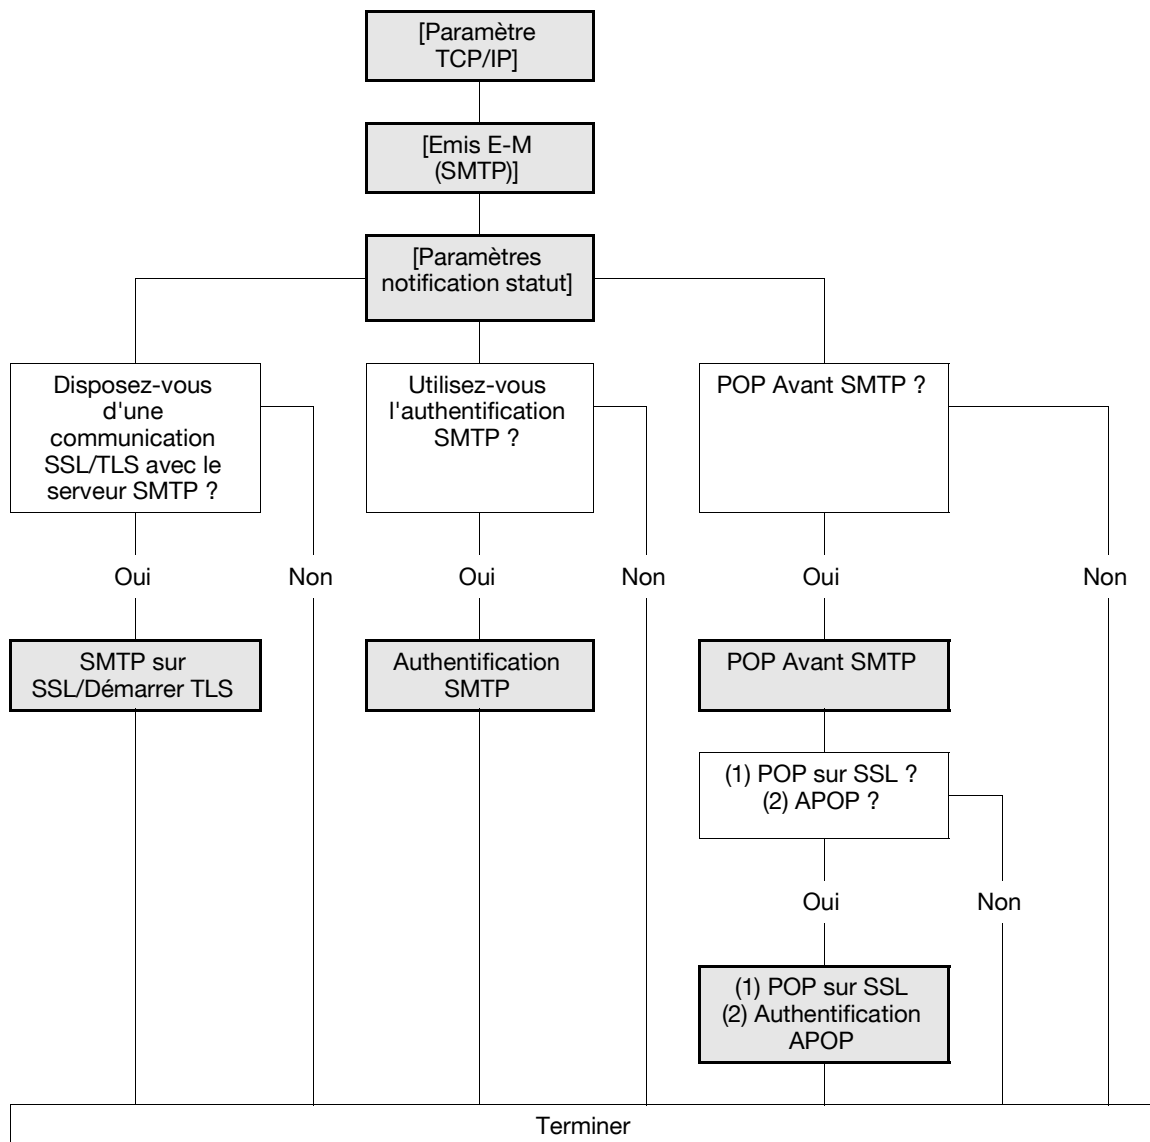 [Paramètre
TCP/IP]
[Emis E-M
(SMTP)]
[Paramètres
notification statut]
Disposez-vous
d'une
communication
SSL/TLS avec le
serveur SMTP ?
Utilisez-vous
l'authentification
SMTP ?
POP Avant SMTP ?
Oui
Non
Oui
Non
Oui
Non
SMTP sur
SSL/Démarrer TLS
Authentification
SMTP
POP Avant SMTP
(1) POP sur SSL ?
(2) APOP ?
Oui
Non
(1) POP sur SSL
(2) Authentification
APOP
Terminer